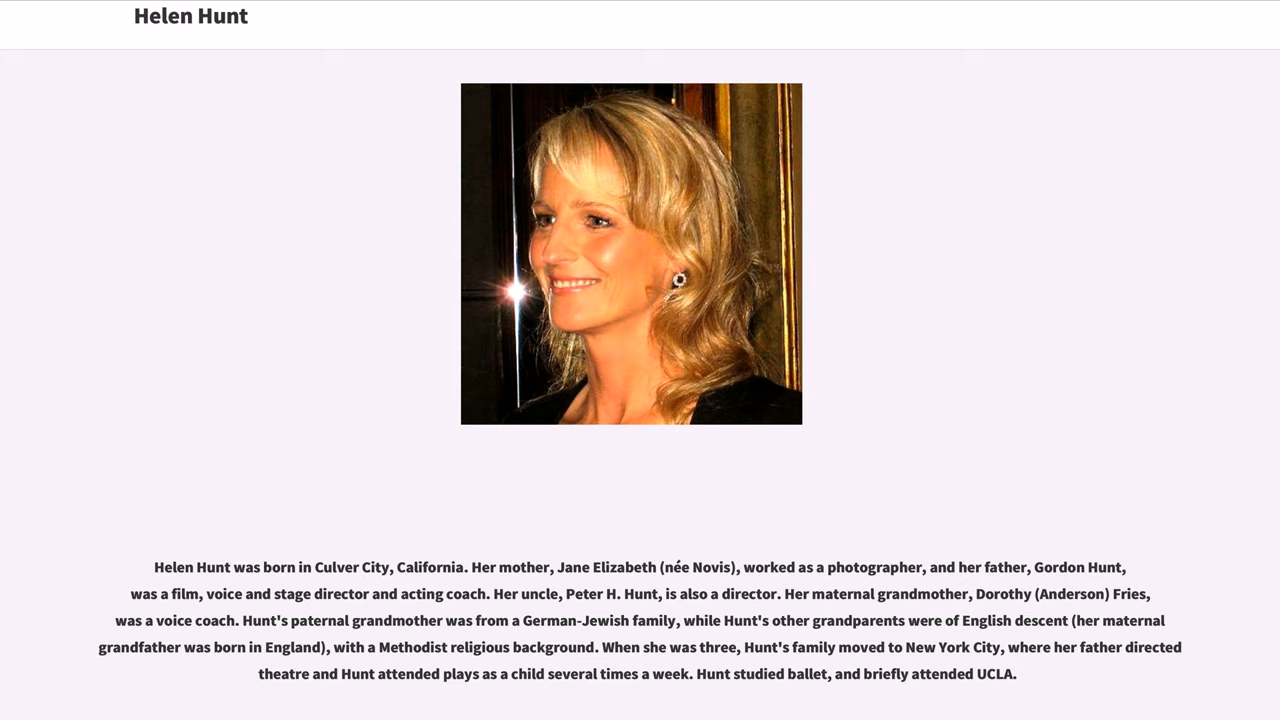 Helen Hunt
Helen Hunt was born in Culver City, California. Her mother, Jane Elizabeth (née Novis), worked as a photographer, and her father, Gordon Hunt,
was a film, voice and stage director and acting coach. Her uncle, Peter H. Hunt, is also a director. Her maternal grandmother, Dorothy (Anderson) Fries,
was a voice coach. Hunt's paternal grandmother was from a German-Jewish family, while Hunt's other grandparents were of English descent (her maternal
grandfather was born in England), with a Methodist religious background. When she was three, Hunt's family moved to New York City, where her father directed
theatre and Hunt attended plays as a child several times a week. Hunt studied ballet, and briefly attended UCLA.